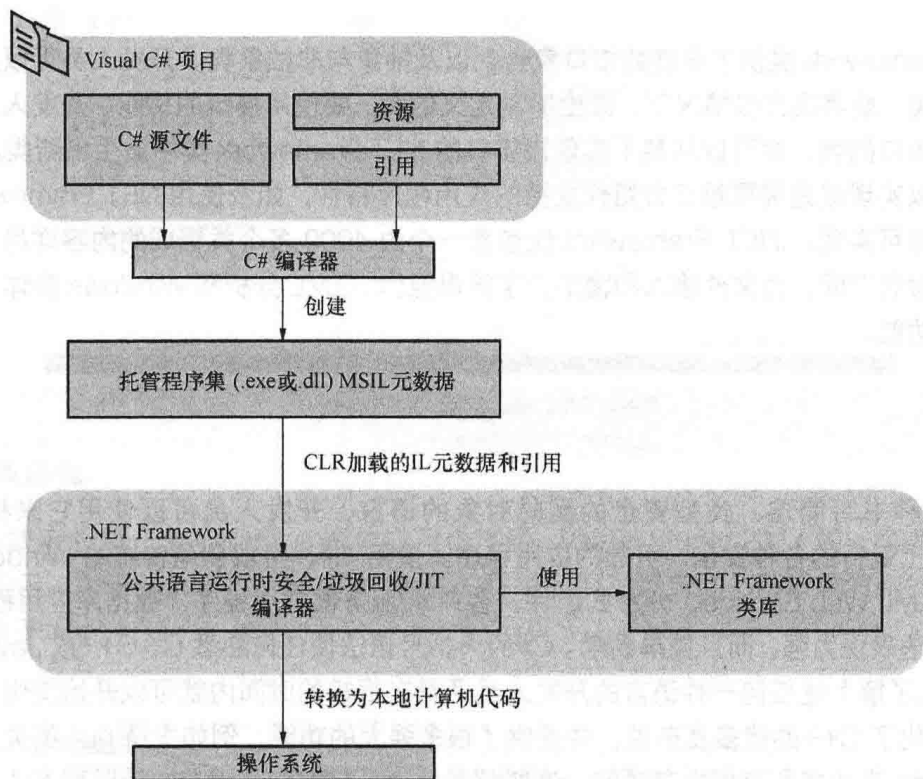 Visual C# 项目
C# 源文件
资源
引用
C# 编译器
创建
托管程序集 (.exe或.dll) MSIL元数据
CLR加载的IL元数据和引用
.NET Framework
公共语言运行时安全/垃圾回收/JIT
编译器
使用
.NET Framework
类库
转换为本地计算机代码
操作系统